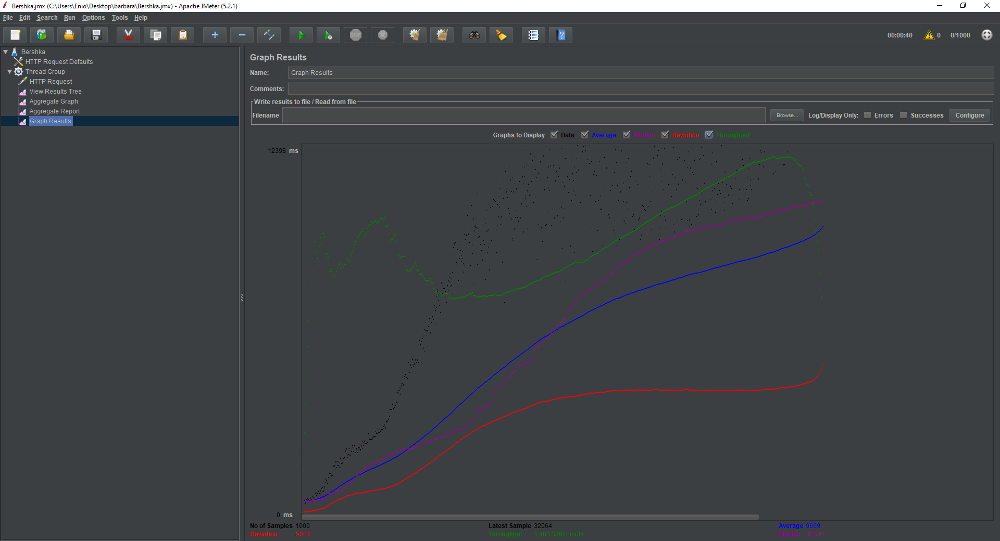 Bershka.jmx (C:\Users\Enio\Desktop\barbara\Bershka.jmx) - Apache JMeter (5.2.1)
File Edit Search Run Options Tools Help
STOP
00:00:40 0 0/1000
Bershka
HTTP Request Defaults
Thread Group
HTTP Request
View Results Tree
Aggregate Graph
Aggregate Report
Graph Results
Graph Results
Name: Graph Results
Comments:
Write results to file / Read from file
Filename Browse... Log/Display Only: Errors Successes Configure
Graphs to Display Data Average Median Deviation Throughput
12398 ms
0 ms
No of Samples 1000 Latest Sample 32064 Average 9669
Deviation 5021 Throughput 1,483.386/minute Median